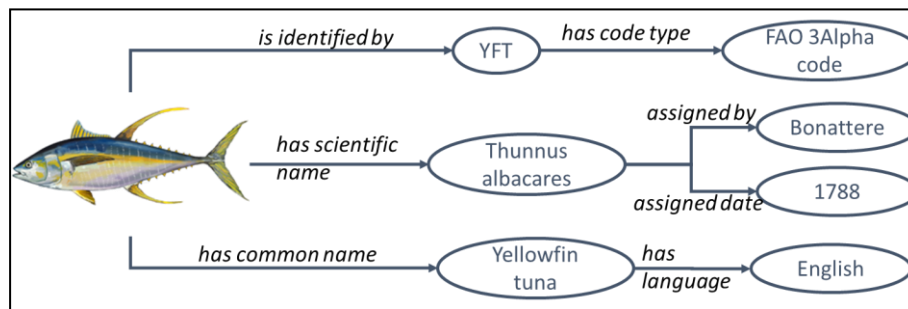 is identified by
YFT
has code type
FAO 3Alpha
code
has scientific
name
Thunnus
albacares
assigned by
Bonattere
assigned date
1788
has common name
Yellowfin
tuna
has
language
English